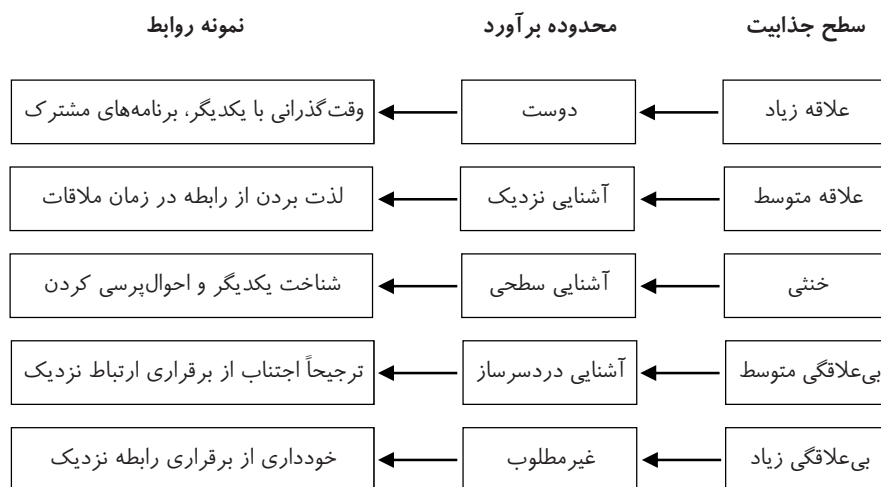 سطح جذابیت محدوده برآورد نمونه روابط
علاقه زیاد دوست وقت‌گذرانی با یکدیگر، برنامه‌های مشترک
علاقه متوسط آشنایی نزدیک لذت بردن از رابطه در زمان ملاقات
خنثی آشنایی سطحی شناخت یکدیگر و احوال‌پرسی کردن
بی‌علاقگی متوسط آشنایی دردسرساز ترجیحاً اجتناب از برقراری ارتباط نزدیک
بی‌علاقگی زیاد غیرمطلوب خودداری از برقراری رابطه نزدیک